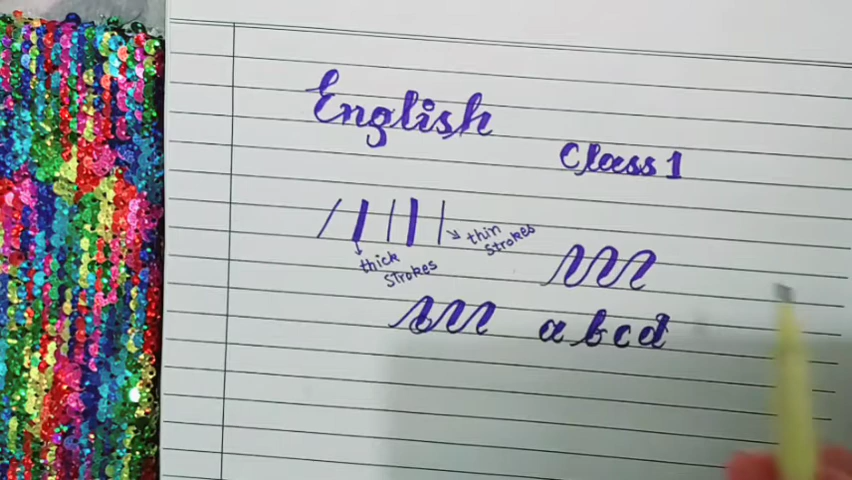 English
Class 1
thick
strokes
thin
strokes
a b c d